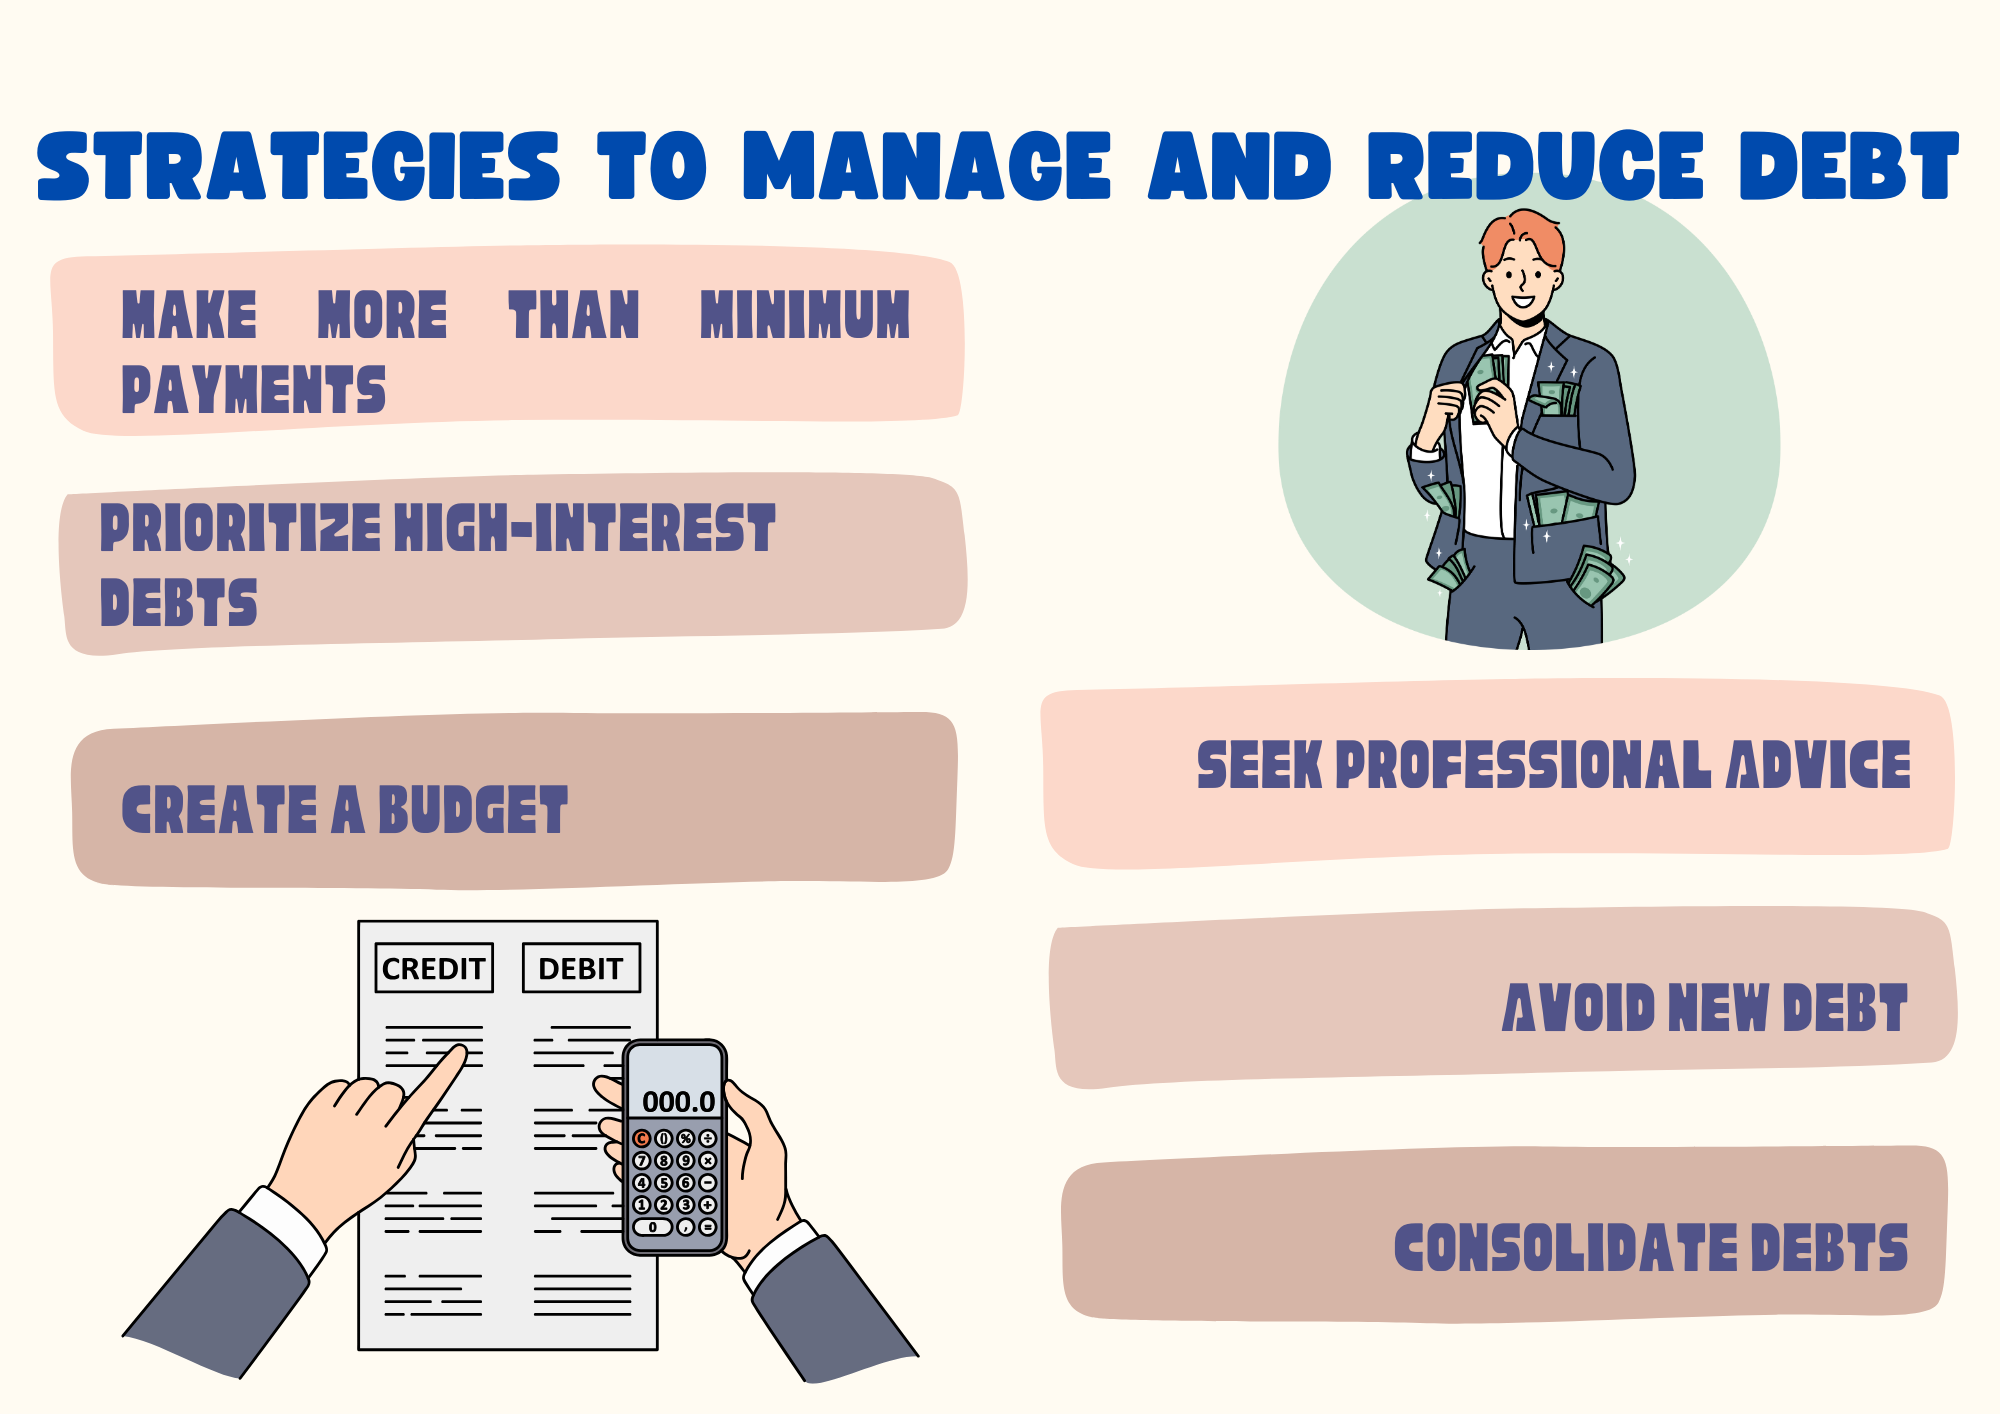 STRATEGIES TO MANAGE AND REDUCE DEBT
MAKE MORE THAN MINIMUM
PAYMENTS
PRIORITIZE HIGH-INTEREST
DEBTS
CREATE A BUDGET
SEEK PROFESSIONAL ADVICE
AVOID NEW DEBT
CONSOLIDATE DEBTS
CREDIT DEBIT
000.0
C () % ÷
7 8 9 ×
4 5 6 −
1 2 3 +
0 , =